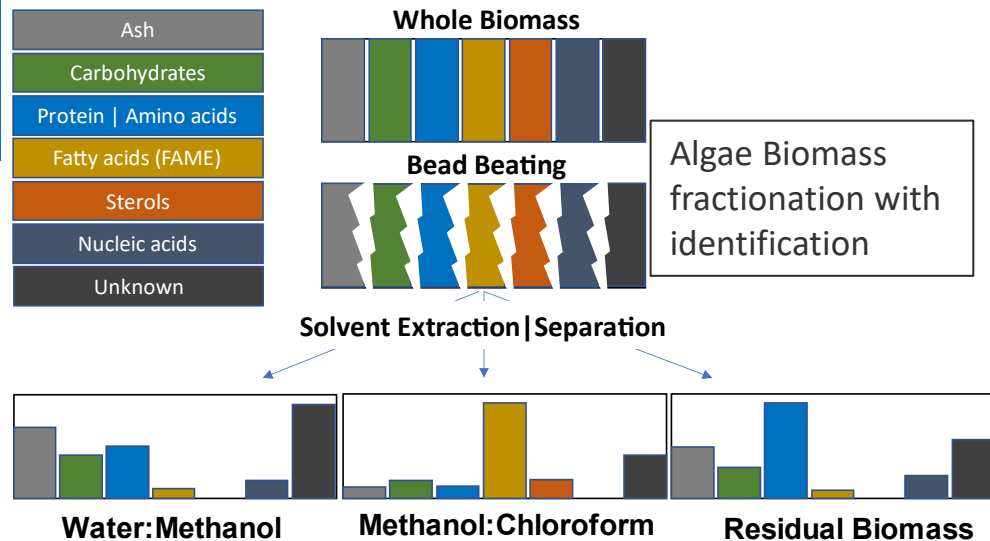 Ash
Carbohydrates
Protein | Amino acids
Fatty acids (FAME)
Sterols
Nucleic acids
Unknown
Whole Biomass
Bead Beating
Algae Biomass
fractionation with
identification
Solvent Extraction|Separation
Water:Methanol
Methanol:Chloroform
Residual Biomass